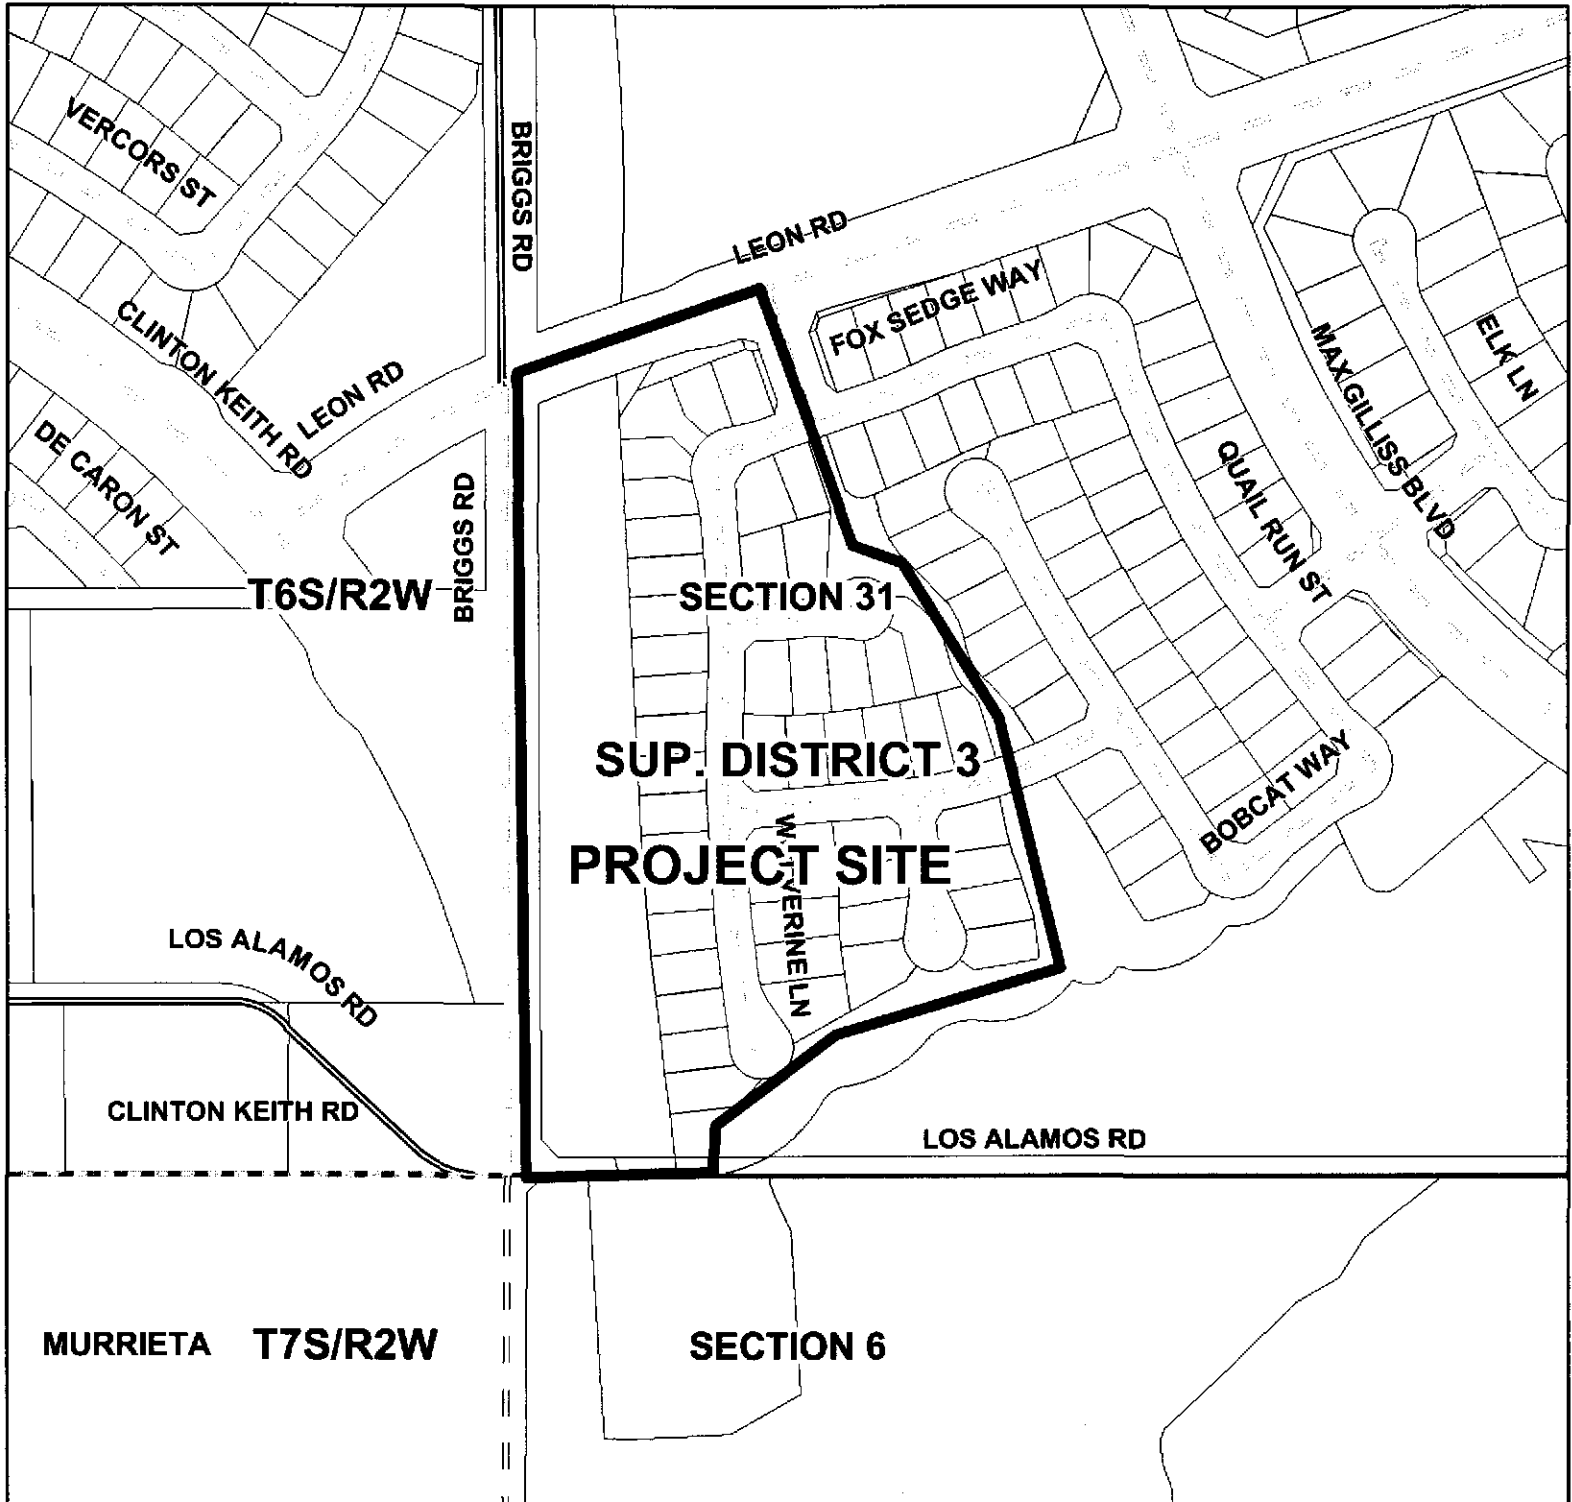 VERCORS ST
BRIGGS RD
LEON RD
FOX SEDGE WAY
CLINTON KEITH RD
LEON RD
MAX GILLISS BLVD
ELK LN
DE CARON ST
BRIGGS RD
QUAIL RUN ST
T6S/R2W
SECTION 31
SUP. DISTRICT 3
BOBCAT WAY
PROJECT SITE
LN
LOS ALAMOS RD
CLINTON KEITH RD
LOS ALAMOS RD
MURRIETA
T7S/R2W
SECTION 6